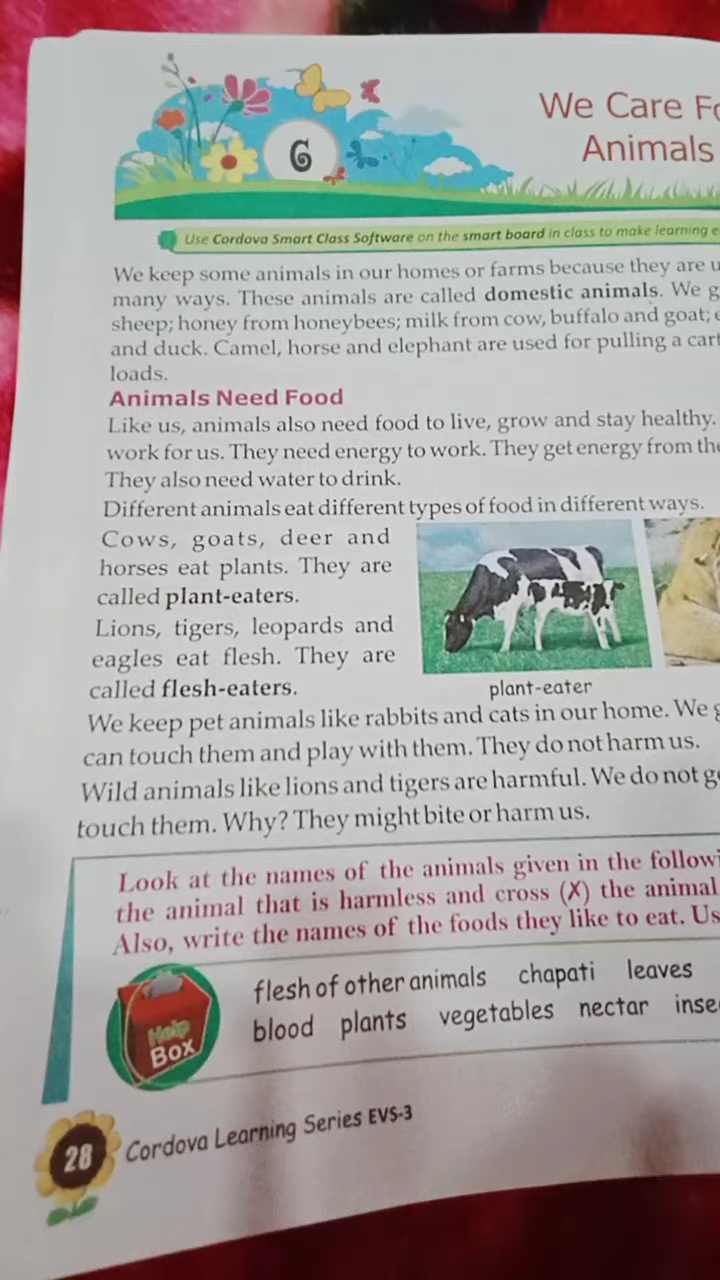 6
We Care
Animals
Use Cordova Smart Class Software on the smart board in class to make learning
We keep some animals in our homes or farms because they are
many ways. These animals are called domestic animals. We
sheep; honey from honeybees; milk from cow, buffalo and goat;
and duck. Camel, horse and elephant are used for pulling a cart
loads.
Animals Need Food
Like us, animals also need food to live, grow and stay healthy.
work for us. They need energy to work. They get energy from
They also need water to drink.
Different animals eat different types of food in different ways.
Cows, goats, deer and
horses eat plants. They are
called plant-eaters.
Lions, tigers, leopards and
eagles eat flesh. They are
called flesh-eaters.
plant-eater
We keep pet animals like rabbits and cats in our home. We
can touch them and play with them. They do not harm us.
Wild animals like lions and tigers are harmful. We do not
touch them. Why? They might bite or harm us.
Look at the names of the animals given in the
the animal that is harmless and cross (✗) the animal
Also, write the names of the foods they like to eat.
Help
Box
flesh of other animals chapati leaves
blood plants vegetables nectar
28 Cordova Learning Series EVS-3